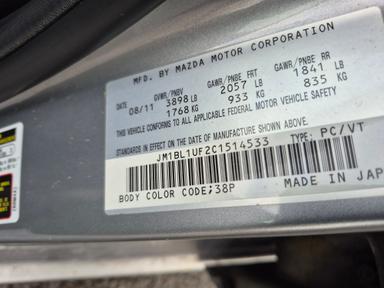 MFD. BY MAZDA MOTOR CORPORATION
GVWR/PNBV GAWR/PNBE FRT GAWR/PNBE RR
08/11 3898 LB 2057 LB 1841 LB
1768 KG 933 KG 835 KG
THIS VEHICLE CONFORMS TO ALL APPLICABLE FEDERAL MOTOR VEHICLE SAFETY
STANDARDS IN EFFECT ON THE DATE OF MANUFACTURE SHOWN ABOVE.
JM1BL1UF2C1514533 TYPE: PC/VT
BODY COLOR CODE;38P MADE IN JAP